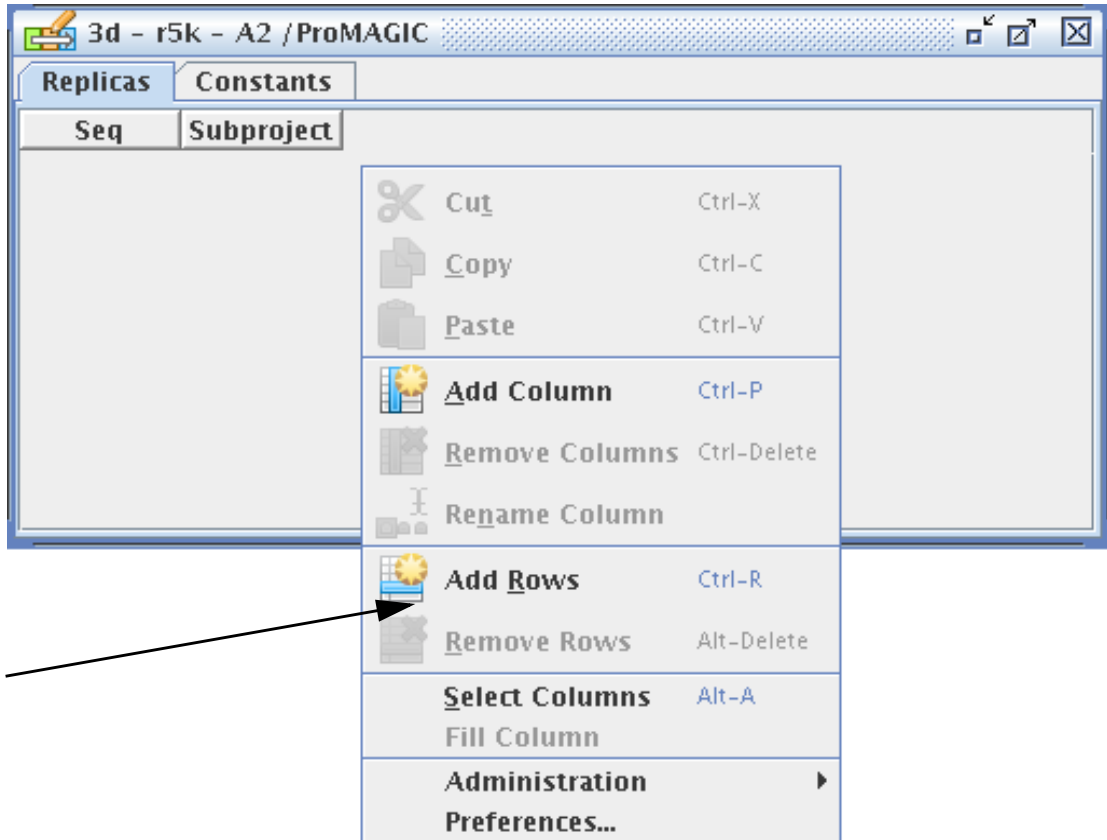 3d - r5k - A2 /ProMAGIC
Replicas Constants
Seq Subproject
Cut Ctrl-X
Copy Ctrl-C
Paste Ctrl-V
Add Column Ctrl-P
Remove Columns Ctrl-Delete
Rename Column
Add Rows Ctrl-R
Remove Rows Alt-Delete
Select Columns Alt-A
Fill Column
Administration
Preferences...